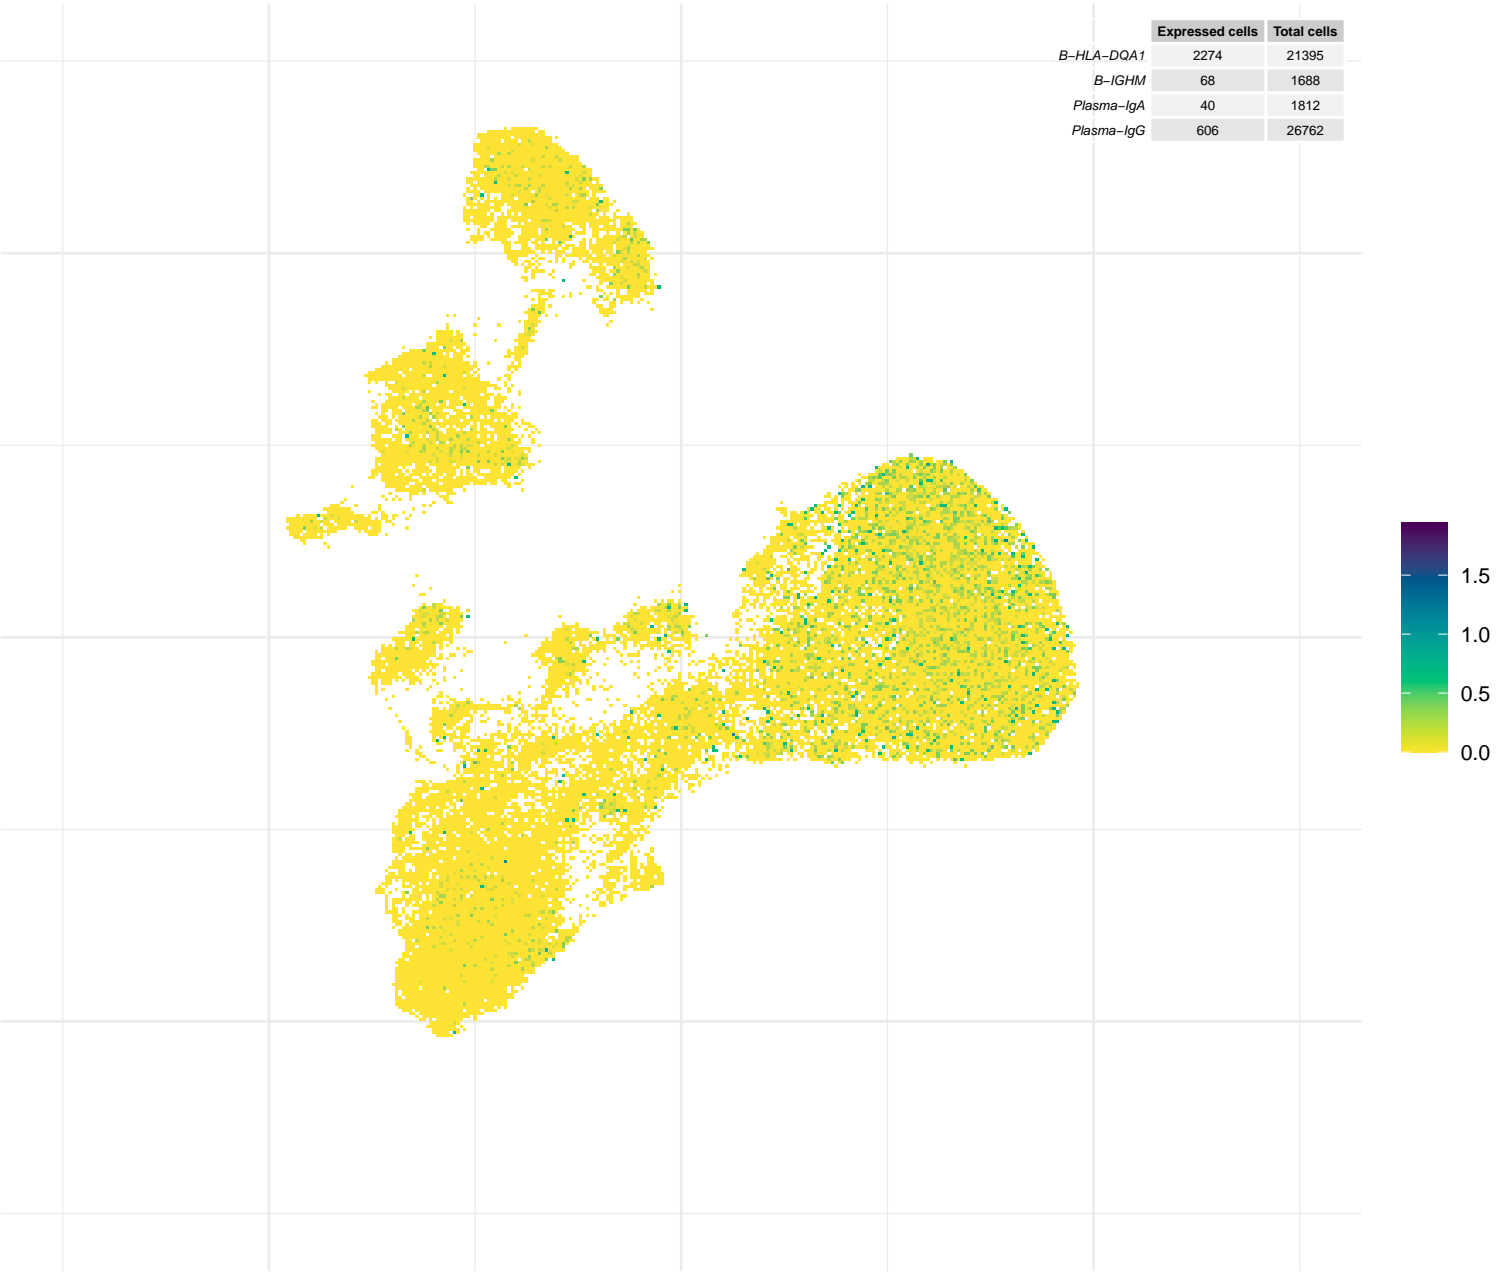 Expressed cells Total cells
B−HLA−DQA1 2274 21395
B−IGHM 68 1688
Plasma−IgA 40 1812
Plasma−IgG 606 26762
1.5
1.0
0.5
0.0